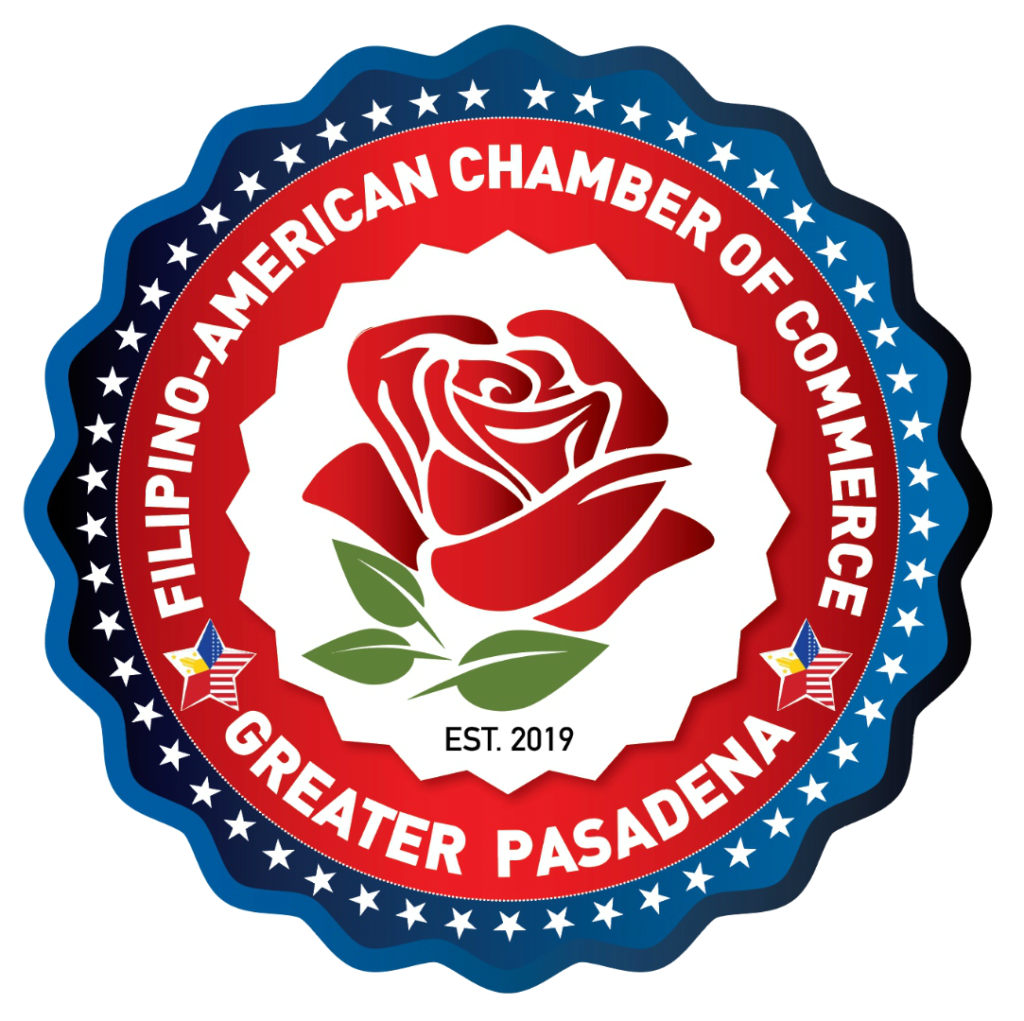 FILIPINO-AMERICAN CHAMBER OF COMMERCE
EST. 2019
GREATER PASADENA